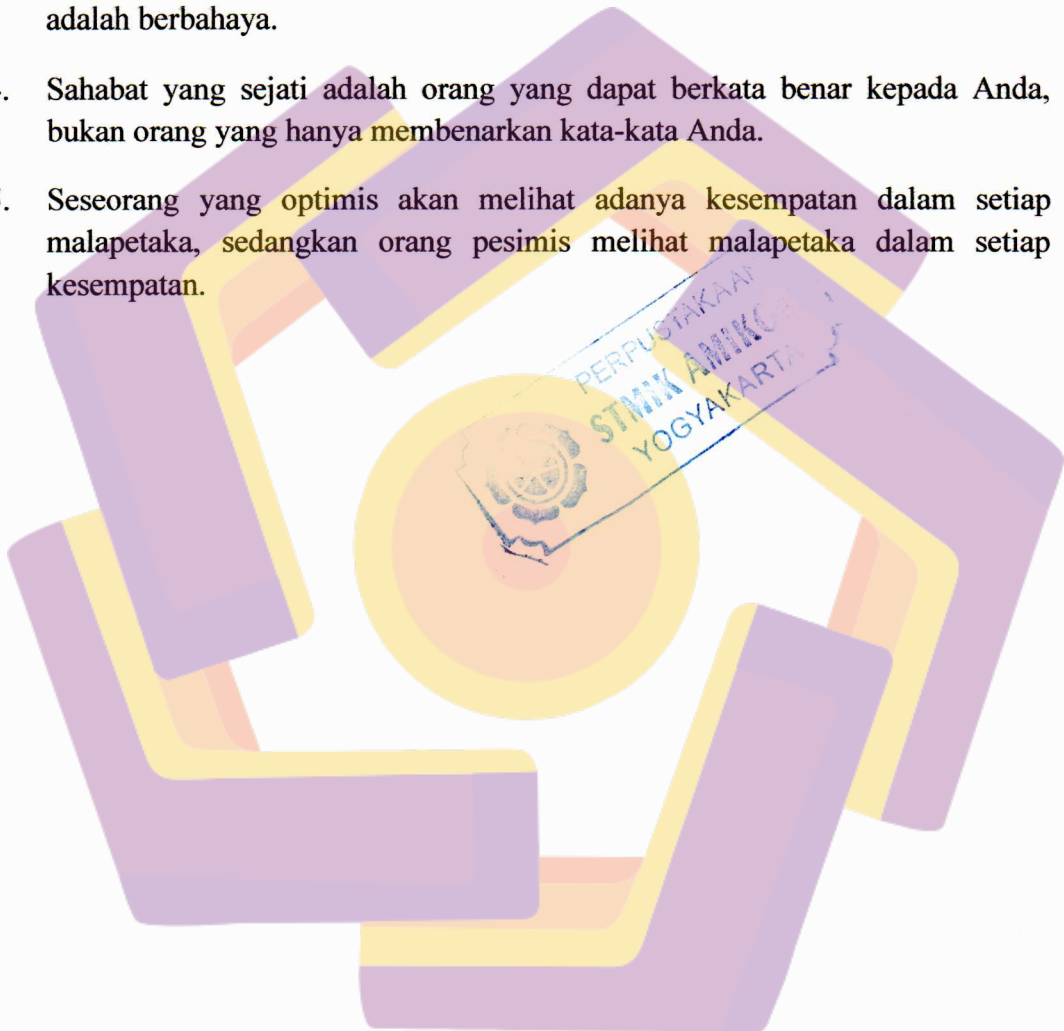 adalah berbahaya.
Sahabat yang sejati adalah orang yang dapat berkata benar kepada Anda,
bukan orang yang hanya membenarkan kata-kata Anda.
Seseorang yang optimis akan melihat adanya kesempatan dalam setiap
malapetaka, sedangkan orang pesimis melihat malapetaka dalam setiap
kesempatan.
PERPUSTAKAAN
STMIK AMIKOM
YOGYAKARTA